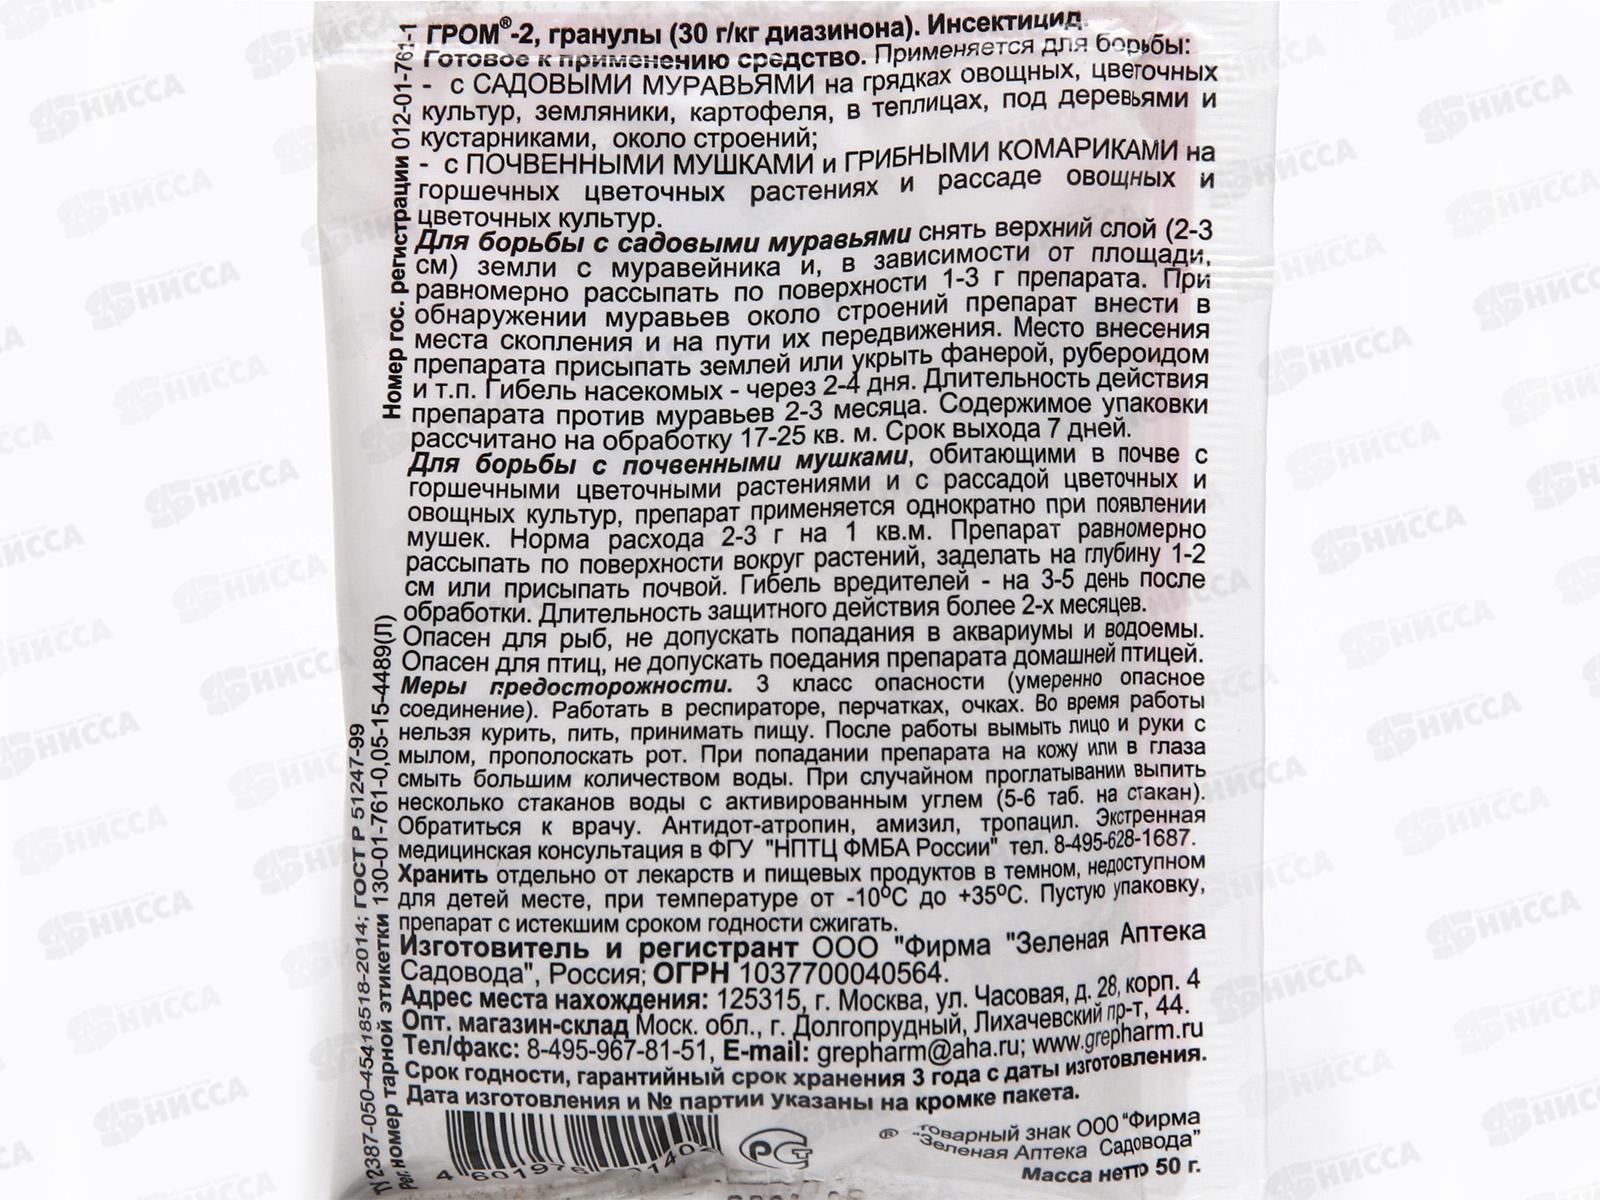 ГРОМ®-2, гранулы (30 г/кг диазинона). Инсектицид.
Готовое к применению средство. Применяется для борьбы:
- с САДОВЫМИ МУРАВЬЯМИ на грядках овощных, цветочных
культур, земляники, картофеля, в теплицах, под деревьями и
кустарниками, около строений;
- с ПОЧВЕННЫМИ МУШКАМИ и ГРИБНЫМИ КОМАРИКАМИ на
горшечных цветочных растениях и рассаде овощных и
цветочных культур.
Для борьбы с садовыми муравьями снять верхний слой (2-3
см) земли с муравейника и, в зависимости от площади,
равномерно рассыпать по поверхности 1-3 г препарата. При
обнаружении муравьев около строений препарат внести в
места скопления и на пути их передвижения. Место внесения
препарата присыпать землей или укрыть фанерой, рубероидом
и т.п. Гибель насекомых - через 2-4 дня. Длительность действия
препарата против муравьев 2-3 месяца. Содержимое упаковки
рассчитано на обработку 17-25 кв. м. Срок выхода 7 дней.
Для борьбы с почвенными мушками, обитающими в почве с
горшечными цветочными растениями и с рассадой цветочных и
овощных культур, препарат применяется однократно при появлении
мушек. Норма расхода 2-3 г на 1 кв.м. Препарат равномерно
рассыпать по поверхности вокруг растений, заделать на глубину 1-2
см или присыпать почвой. Гибель вредителей - на 3-5 день после
обработки. Длительность защитного действия более 2-х месяцев.
Опасен для рыб, не допускать попадания в аквариумы и водоемы.
Опасен для птиц, не допускать поедания препарата домашней птицей.
Меры предосторожности. 3 класс опасности (умеренно опасное
соединение). Работать в респираторе, перчатках, очках. Во время работы
нельзя курить, пить, принимать пищу. После работы вымыть лицо и руки с
мылом, прополоскать рот. При попадании препарата на кожу или в глаза
смыть большим количеством воды. При случайном проглатывании выпить
несколько стаканов воды с активированным углем (5-6 таб. на стакан).
Обратиться к врачу. Антидот-атропин, амизил, тропацил. Экстренная
медицинская консультация в ФГУ "НПТЦ ФМБА России" тел. 8-495-628-1687.
Хранить отдельно от лекарств и пищевых продуктов в темном, недоступном
для детей месте, при температуре от -10°С до +35°С. Пустую упаковку,
препарат с истекшим сроком годности сжигать.
Изготовитель и регистрант ООО "Фирма "Зеленая Аптека
Садовода", Россия; ОГРН 1037700040564.
Адрес места нахождения: 125315, г. Москва, ул. Часовая, д. 28, корп. 4
Опт. магазин-склад Моск. обл., г. Долгопрудный, Лихачевский пр-т, 44.
Тел/факс: 8-495-967-81-51, E-mail: grepharm@aha.ru; www.grepharm.ru
Срок годности, гарантийный срок хранения 3 года с даты изготовления.
Дата изготовления и № партии указаны на кромке пакета.
® "товарный знак ООО "Фирма
"Зеленая Аптека Садовода"
Масса нетто 50 г.
РСТ
Номер гос. регистрации 012-01-761-1
ТУ 2387-050-45418518-2014; ГОСТ Р 51247-99
Рег. номер тарной этикетки 130-01-761-0,05-15-4489(Л)
НИССА